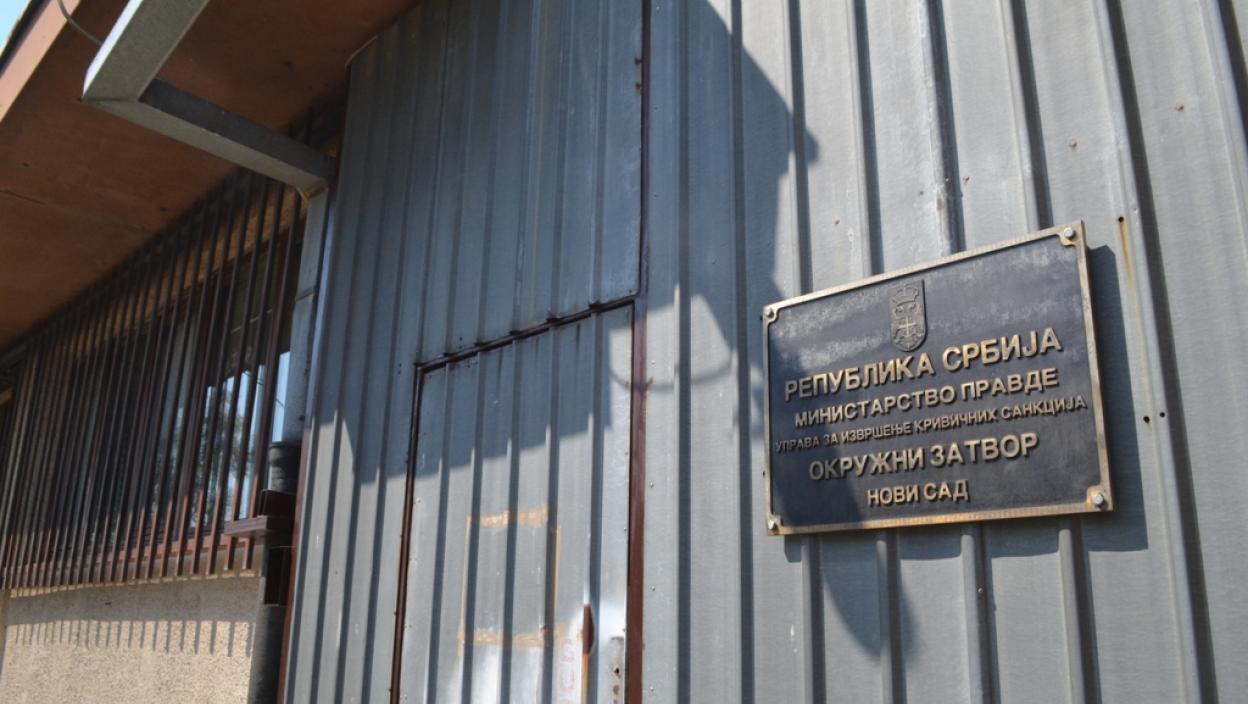 РЕПУБЛИКА СРБИЈА
МИНИСТАРСТВО ПРАВДЕ
УПРАВА ЗА ИЗВРШЕЊЕ КРИВИЧНИХ САНКЦИЈА
ОКРУЖНИ ЗАТВОР
НОВИ САД